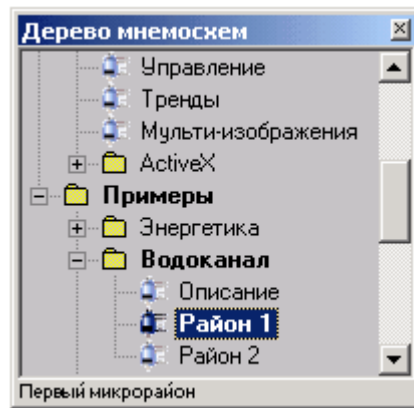 Дерево мнемосхем
Управление
Тренды
Мульти-изображения
ActiveX
Примеры
Энергетика
Водоканал
Описание
Район 1
Район 2
Первый микрорайон